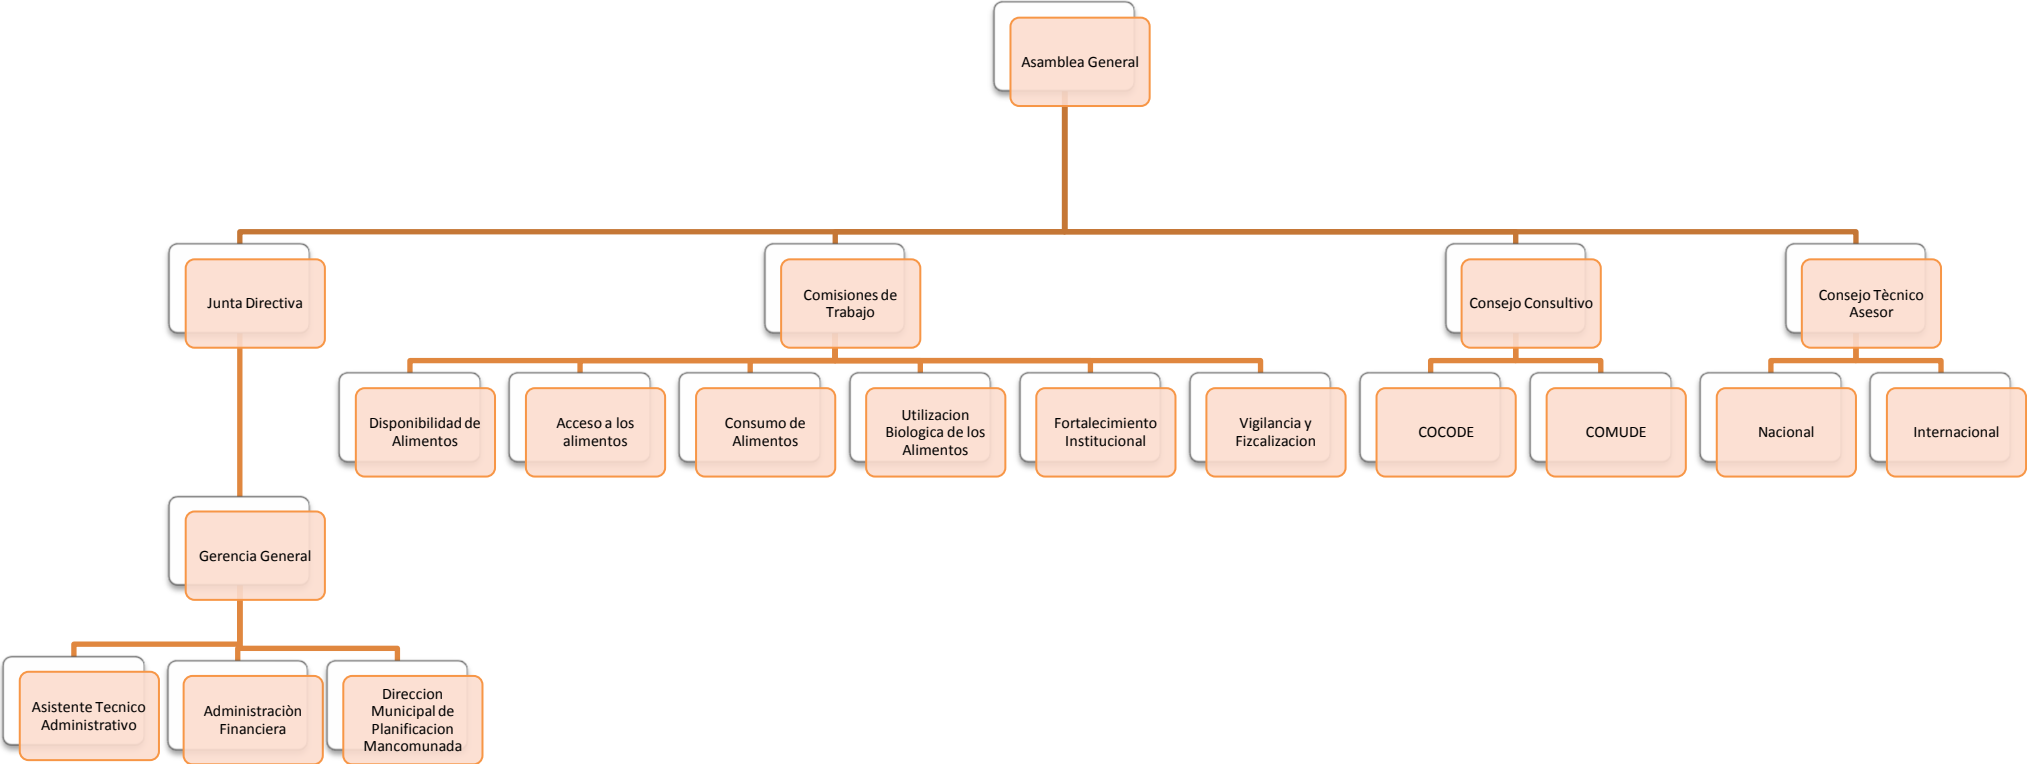 Asamblea General
Junta Directiva
Comisiones de
Trabajo
Consejo Consultivo
Consejo Tècnico
Asesor
Disponibilidad de
Alimentos
Acceso a los
alimentos
Consumo de
Alimentos
Utilizacion
Biologica de los
Alimentos
Fortalecimiento
Institucional
Vigilancia y
Fizcalizacion
COCODE
COMUDE
Nacional
Internacional
Gerencia General
Asistente Tecnico
Administrativo
Administraciòn
Financiera
Direccion
Municipal de
Planificacion
Mancomunada